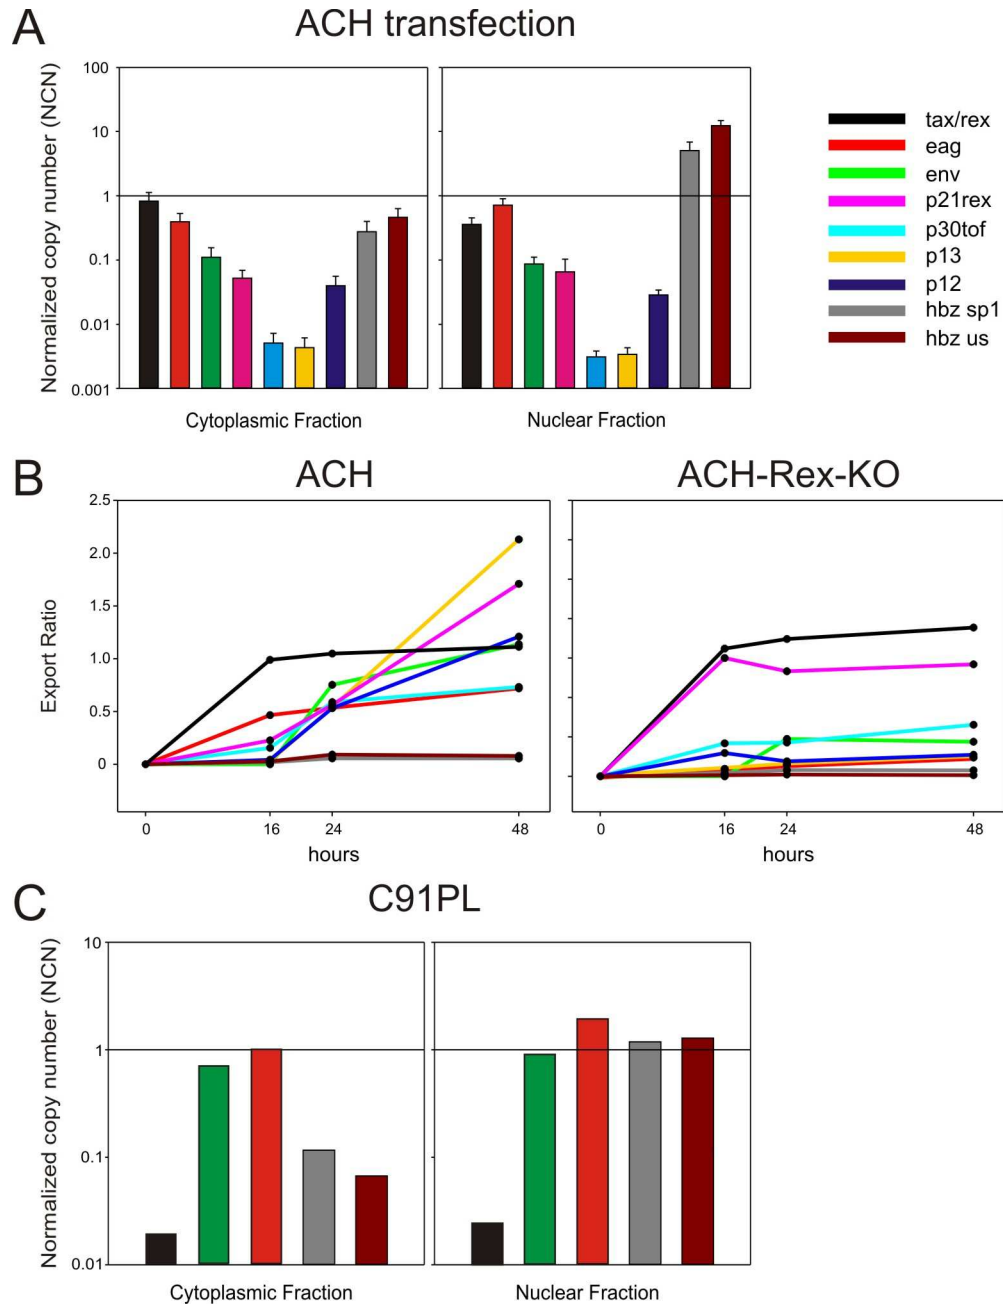 A
ACH transfection
Normalized copy number (NCN)
100
10
1
0.1
0.01
0.001
Cytoplasmic Fraction
Nuclear Fraction
tax/rex
eag
env
p21rex
p30tof
p13
p12
hbz sp1
hbz us
B
ACH
ACH-Rex-KO
Export Ratio
2.5
2.0
1.5
1.0
0.5
0
0 16 24 48
hours
0 16 24 48
hours
C
C91PL
Normalized copy number (NCN)
10
1
0.1
0.01
Cytoplasmic Fraction
Nuclear Fraction